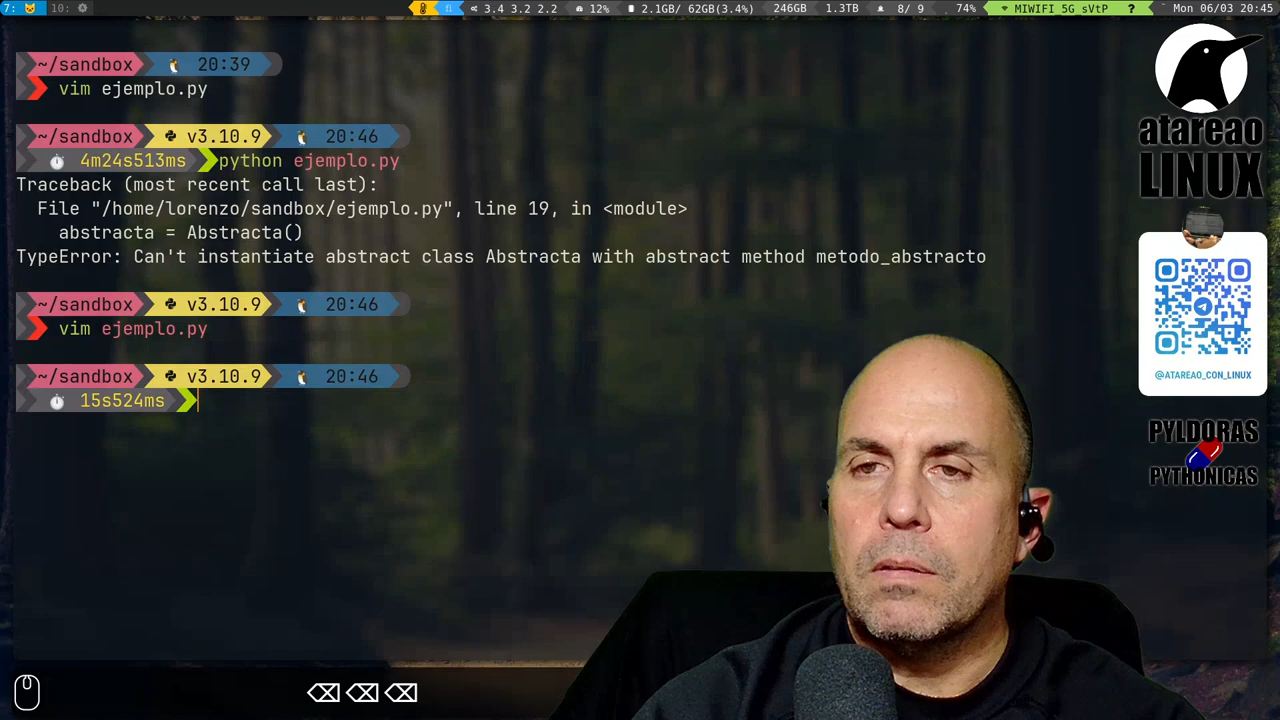 7: 10: 3.4 3.2 2.2 12% 2.1GB/ 62GB(3.4%) 246GB 1.3TB 8/ 9 74% MIWIFI_5G_sVtP ? Mon 06/03 20:45
~/sandbox 20:39
vim ejemplo.py
~/sandbox v3.10.9 20:46
4m24s513ms python ejemplo.py
Traceback (most recent call last):
File "/home/lorenzo/sandbox/ejemplo.py", line 19, in <module>
abstracta = Abstracta()
TypeError: Can't instantiate abstract class Abstracta with abstract method metodo_abstracto
~/sandbox v3.10.9 20:46
vim ejemplo.py
~/sandbox v3.10.9 20:46
15s524ms
atareao
LINUX
@ATAREAO_CON_LINUX
PYLDORAS
PYTHONICAS